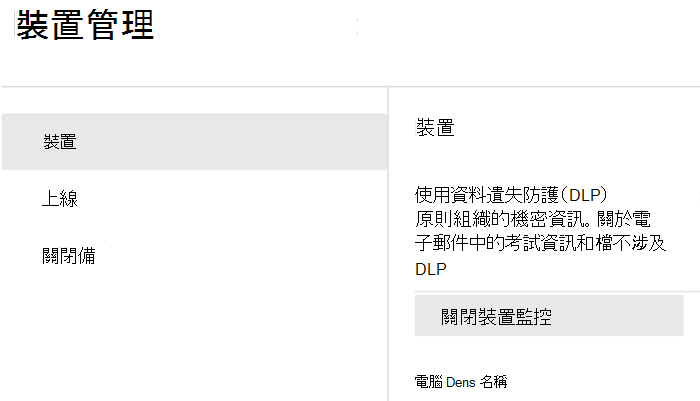 裝置管理
裝置
上線
關閉備
裝置
使用資料遺失防護（DLP）
原則組織的機密資訊。關於電
子郵件中的考試資訊和檔不涉及
DLP
關閉裝置監控
電腦 Dens 名稱